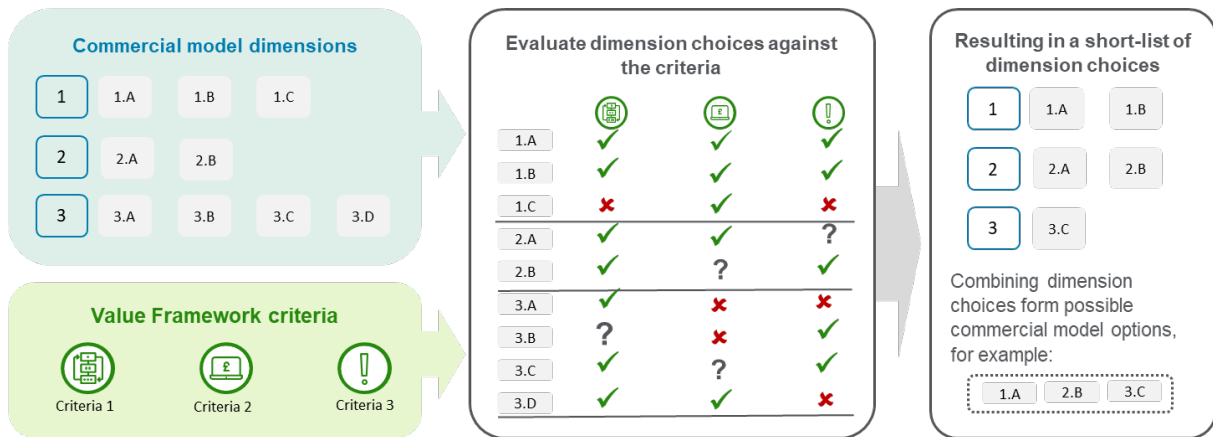 Commercial model dimensions
1 1.A 1.B 1.C
2 2.A 2.B
3 3.A 3.B 3.C 3.D
Value Framework criteria
£
Criteria 1 Criteria 2 Criteria 3
Evaluate dimension choices against
the criteria
£
1.A
1.B
1.C
2.A ?
2.B ?
3.A
3.B ?
3.C ?
3.D
Resulting in a short-list of
dimension choices
1 1.A 1.B
2 2.A 2.B
3 3.C
Combining dimension
choices form possible
commercial model options,
for example:
1.A 2.B 3.C